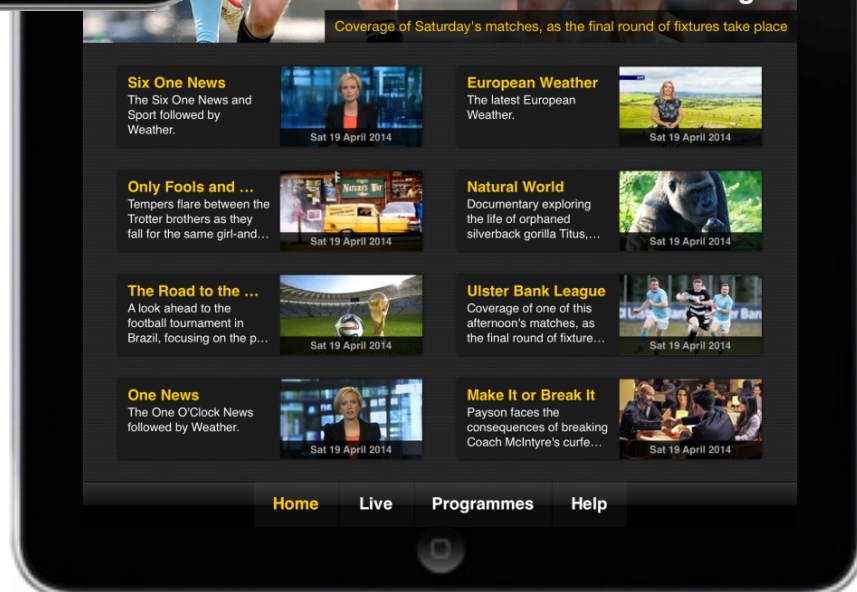 Coverage of Saturday's matches, as the final round of fixtures take place
Six One News
The Six One News and
Sport followed by
Weather.
Sat 19 April 2014
European Weather
The latest European
Weather.
Sat 19 April 2014
Only Fools and ...
Tempers flare between the
Trotter brothers as they
fall for the same girl-and...
NATURE'S WAY
Sat 19 April 2014
Natural World
Documentary exploring
the life of orphaned
silverback gorilla Titus,...
Sat 19 April 2014
The Road to the ...
A look ahead to the
football tournament in
Brazil, focusing on the p...
Sat 19 April 2014
Ulster Bank League
Coverage of one of this
afternoon's matches, as
the final round of fixture...
Sat 19 April 2014
One News
The One O'Clock News
followed by Weather.
Sat 19 April 2014
Make It or Break It
Payson faces the
consequences of breaking
Coach McIntyre's curfe...
Sat 19 April 2014
Home Live Programmes Help